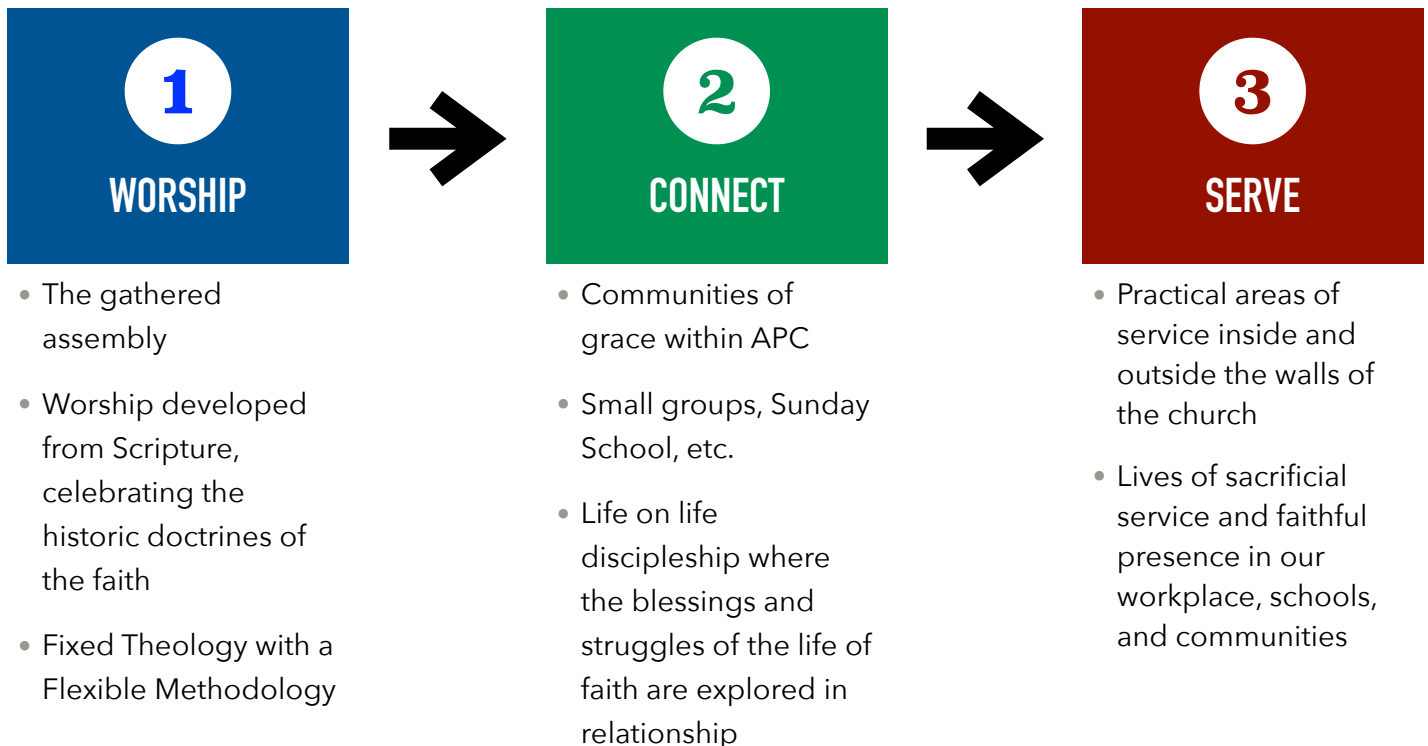 1
WORSHIP
• The gathered
assembly
• Worship developed
from Scripture,
celebrating the
historic doctrines of
the faith
• Fixed Theology with a
Flexible Methodology
2
CONNECT
• Communities of
grace within APC
• Small groups, Sunday
School, etc.
• Life on life
discipleship where
the blessings and
struggles of the life of
faith are explored in
relationship
3
SERVE
• Practical areas of
service inside and
outside the walls of
the church
• Lives of sacrificial
service and faithful
presence in our
workplace, schools,
and communities